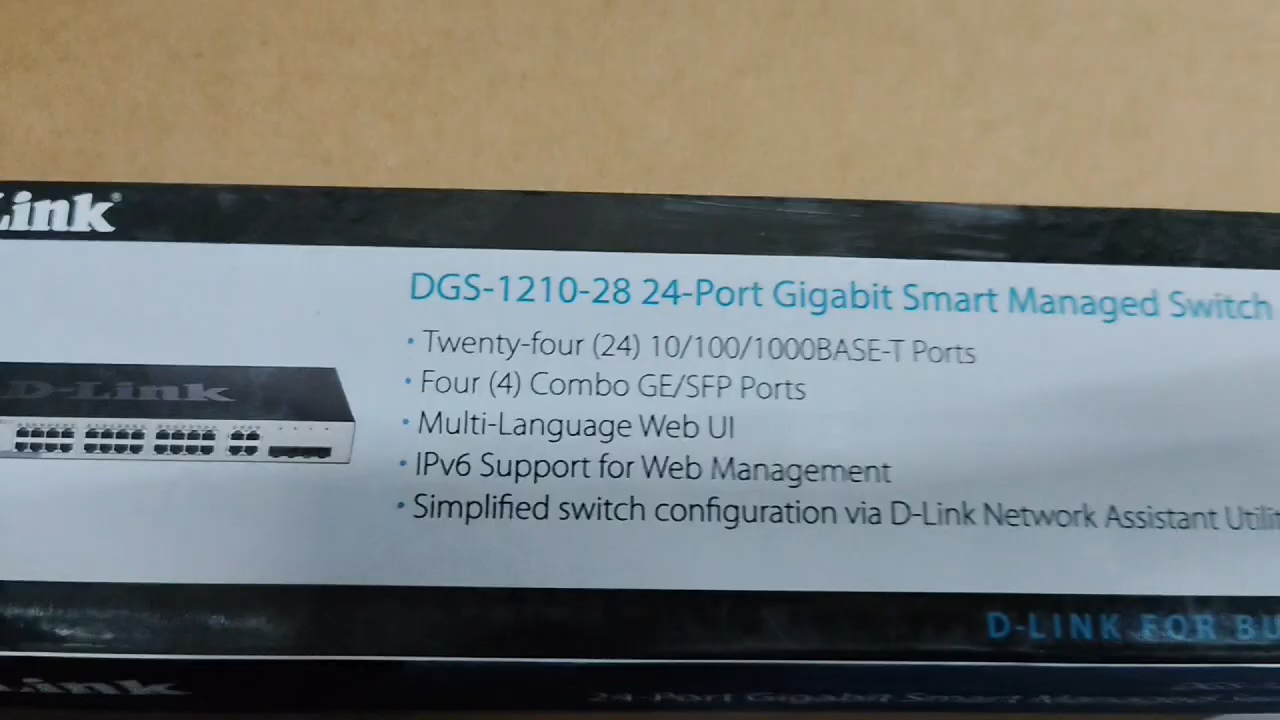 Link
DGS-1210-28 24-Port Gigabit Smart Managed Switch
• Twenty-four (24) 10/100/1000BASE-T Ports
• Four (4) Combo GE/SFP Ports
• Multi-Language Web UI
• IPv6 Support for Web Management
• Simplified switch configuration via D-Link Network Assistant Utilit
D-Link
D-LINK FOR BU
Link
24-Port Gigabit Smart Managed